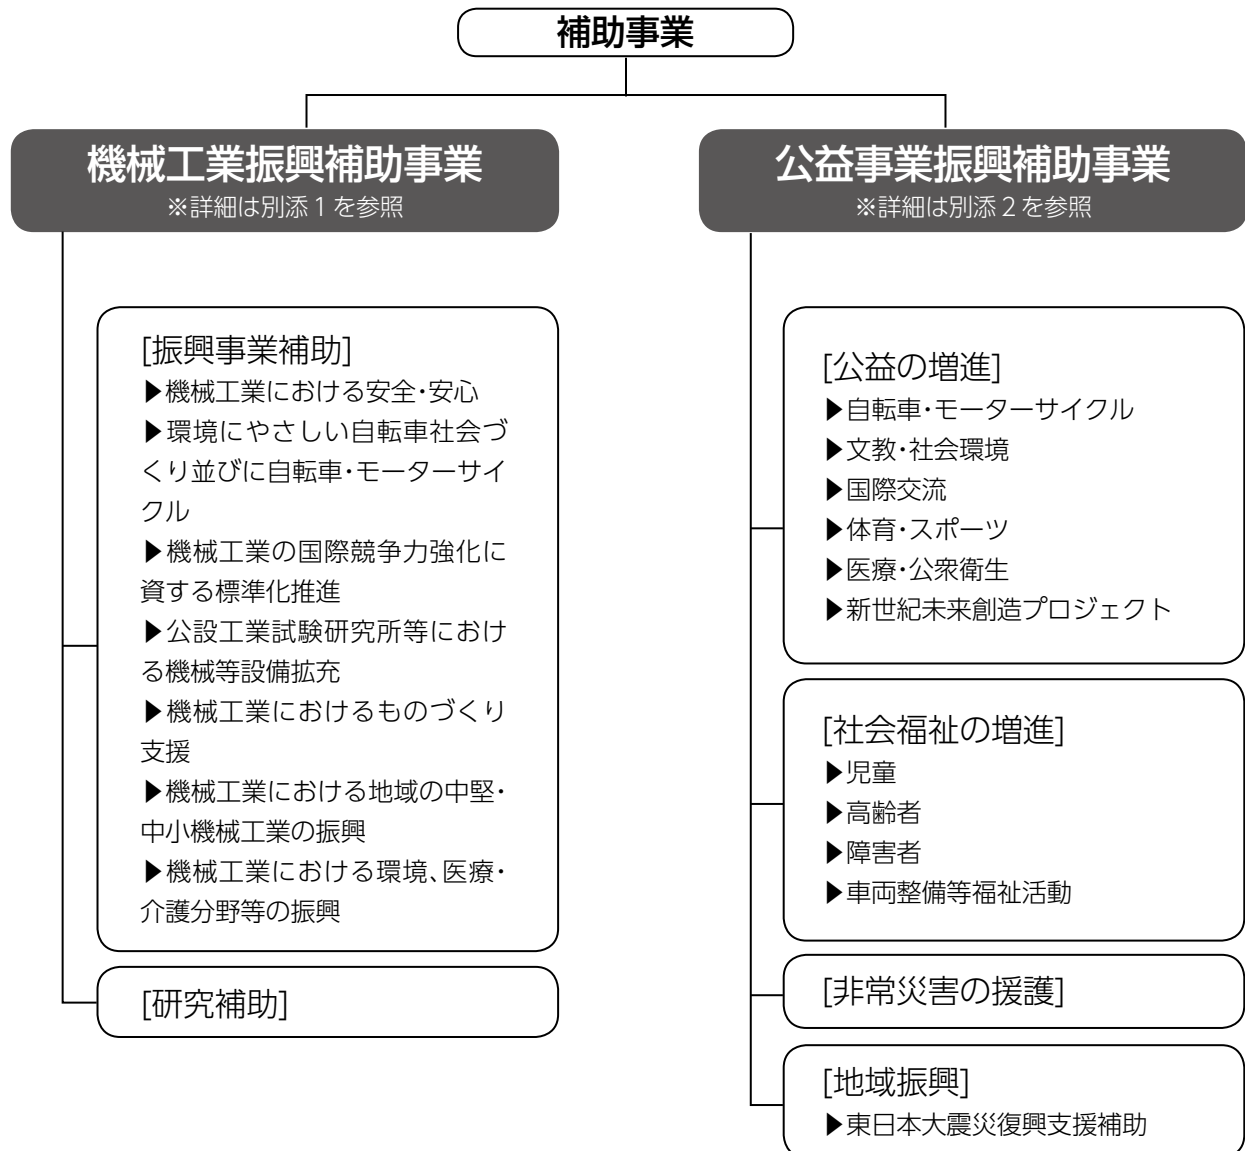 補助事業
機械工業振興補助事業
※詳細は別添1を参照
[振興事業補助]
▶機械工業における安全・安心
▶環境にやさしい自転車社会づ
くり並びに自転車・モーターサイ
クル
▶機械工業の国際競争力強化に
資する標準化推進
▶公設工業試験研究所等におけ
る機械等設備拡充
▶機械工業におけるものづくり
支援
▶機械工業における地域の中堅・
中小機械工業の振興
▶機械工業における環境、医療・
介護分野等の振興
[研究補助]
公益事業振興補助事業
※詳細は別添2を参照
[公益の増進]
▶自転車・モーターサイクル
▶文教・社会環境
▶国際交流
▶体育・スポーツ
▶医療・公衆衛生
▶新世紀未来創造プロジェクト
[社会福祉の増進]
▶児童
▶高齢者
▶障害者
▶車両整備等福祉活動
[非常災害の援護]
[地域振興]
▶東日本大震災復興支援補助